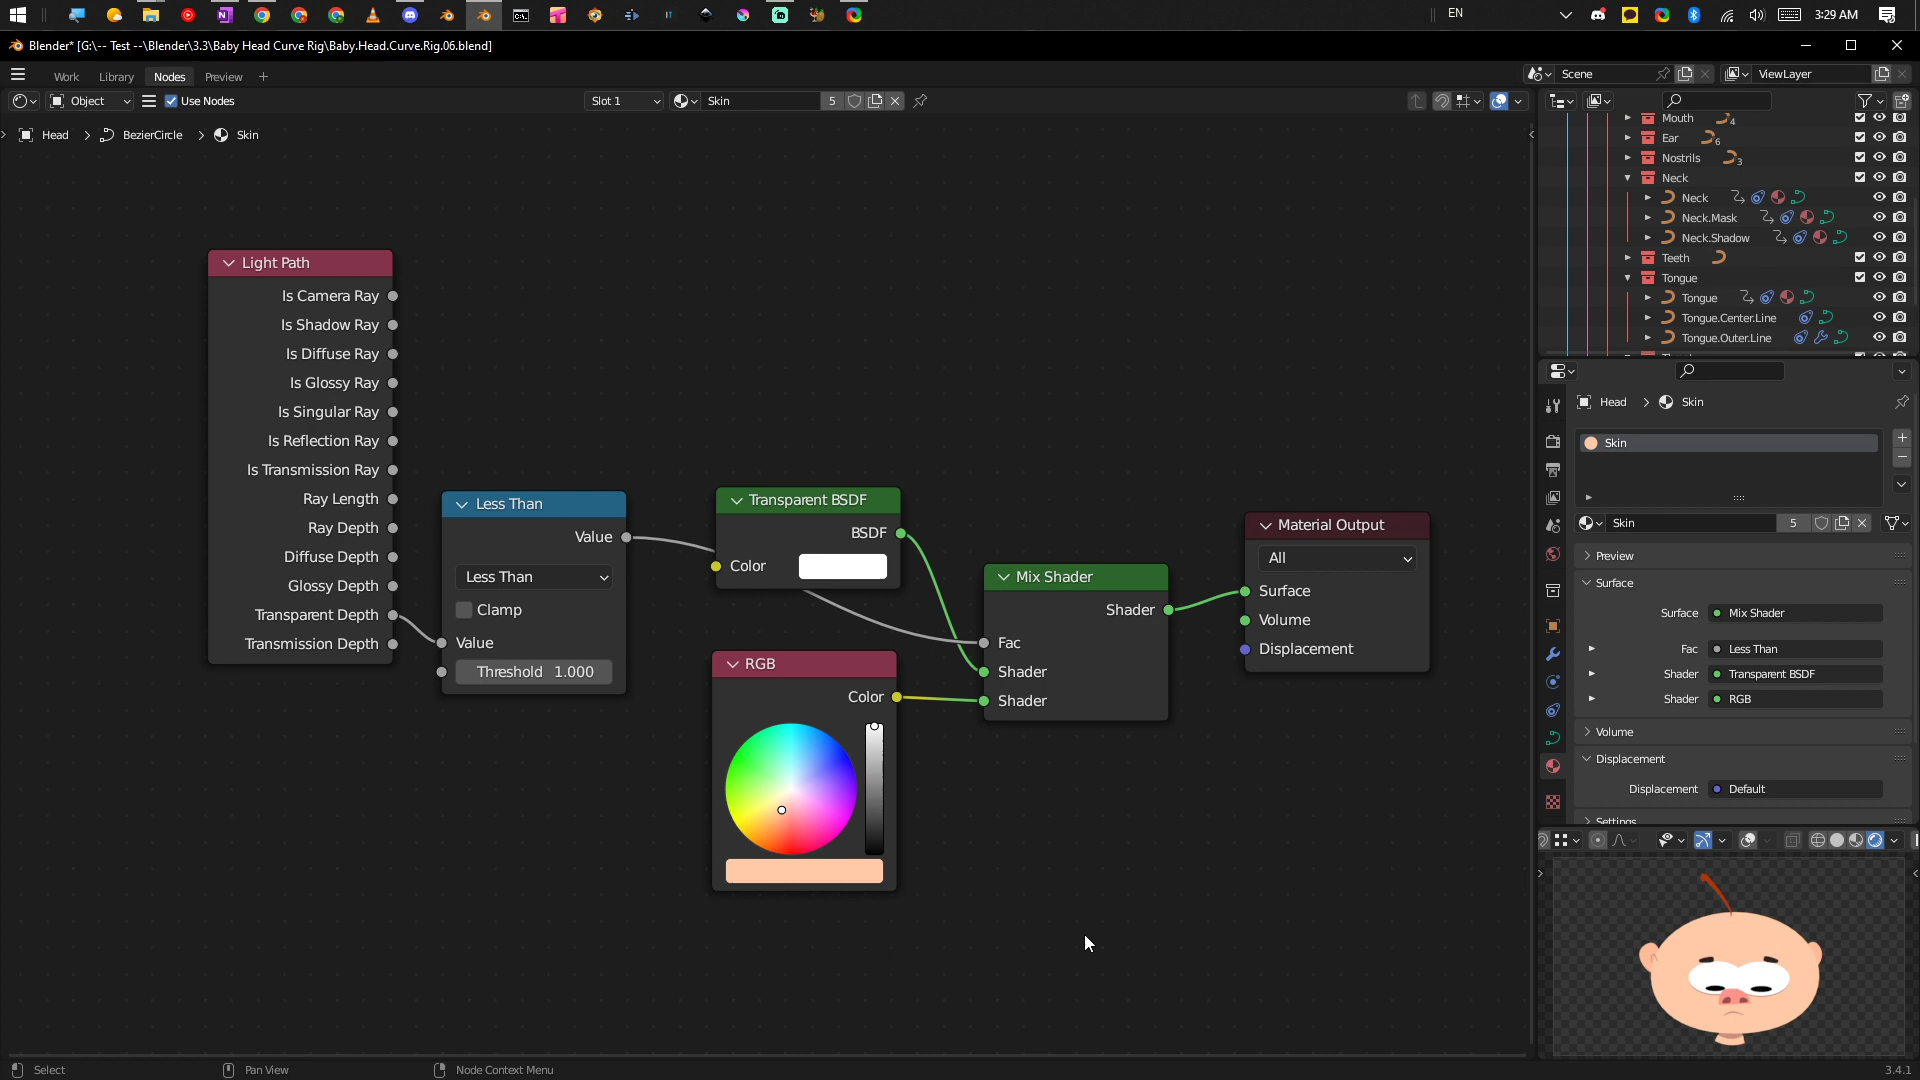 EN
3:29 AM
Blender* [G:\-- Test --\Blender\3.3\Baby Head Curve Rig\Baby.Head.Curve.Rig.06.blend]
Work Library Nodes Preview
Scene
ViewLayer
Object
Use Nodes
Slot 1
Skin
5
Head
BezierCircle
Skin
Mouth
4
Ear
6
Nostrils
3
Neck
Neck
Neck.Mask
Neck.Shadow
Teeth
Tongue
Tongue
Tongue.Center.Line
Tongue.Outer.Line
Light Path
Is Camera Ray
Is Shadow Ray
Is Diffuse Ray
Is Glossy Ray
Is Singular Ray
Is Reflection Ray
Is Transmission Ray
Ray Length
Ray Depth
Diffuse Depth
Glossy Depth
Transparent Depth
Transmission Depth
Less Than
Value
Less Than
Clamp
Value
Threshold 1.000
Transparent BSDF
BSDF
Color
RGB
Color
Mix Shader
Shader
Fac
Shader
Shader
Material Output
All
Surface
Volume
Displacement
Head
Skin
Skin
Skin
5
Preview
Surface
Surface Mix Shader
Fac Less Than
Shader Transparent BSDF
Shader RGB
Volume
Displacement
Displacement Default
Settings
Select
Pan View
Node Context Menu
3.4.1